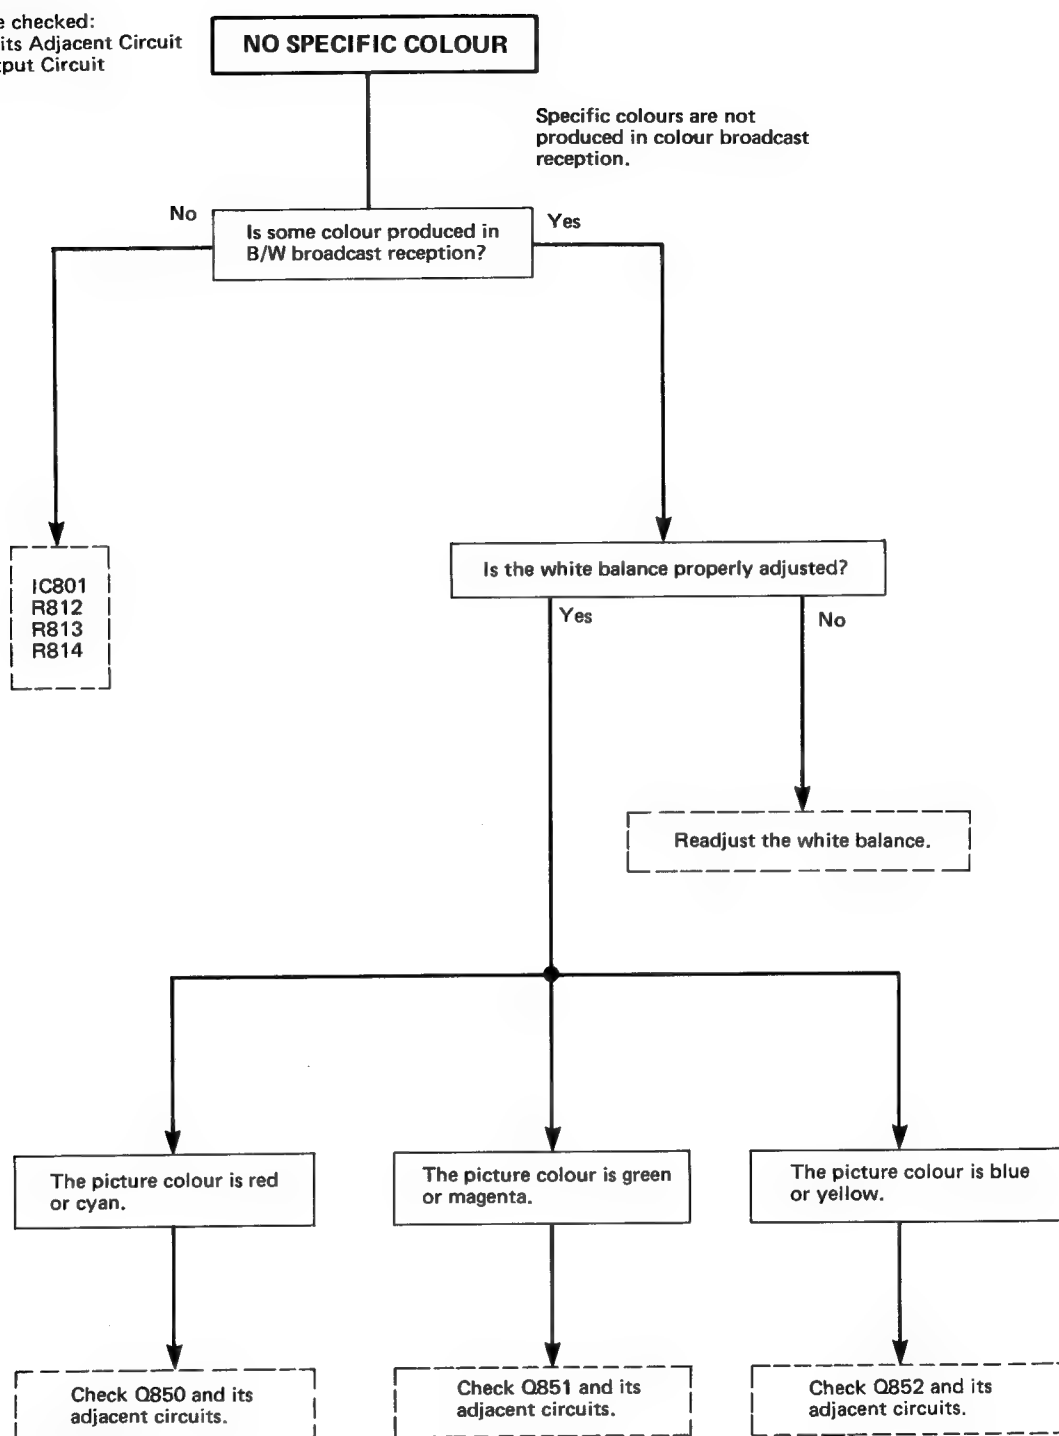 e checked:
its Adjacent Circuit
put Circuit
NO SPECIFIC COLOUR
Specific colours are not
produced in colour broadcast
reception.
No
Is some colour produced in
B/W broadcast reception?
Yes
IC801
R812
R813
R814
Is the white balance properly adjusted?
Yes
No
Readjust the white balance.
The picture colour is red
or cyan.
The picture colour is green
or magenta.
The picture colour is blue
or yellow.
Check Q850 and its
adjacent circuits.
Check Q851 and its
adjacent circuits.
Check Q852 and its
adjacent circuits.